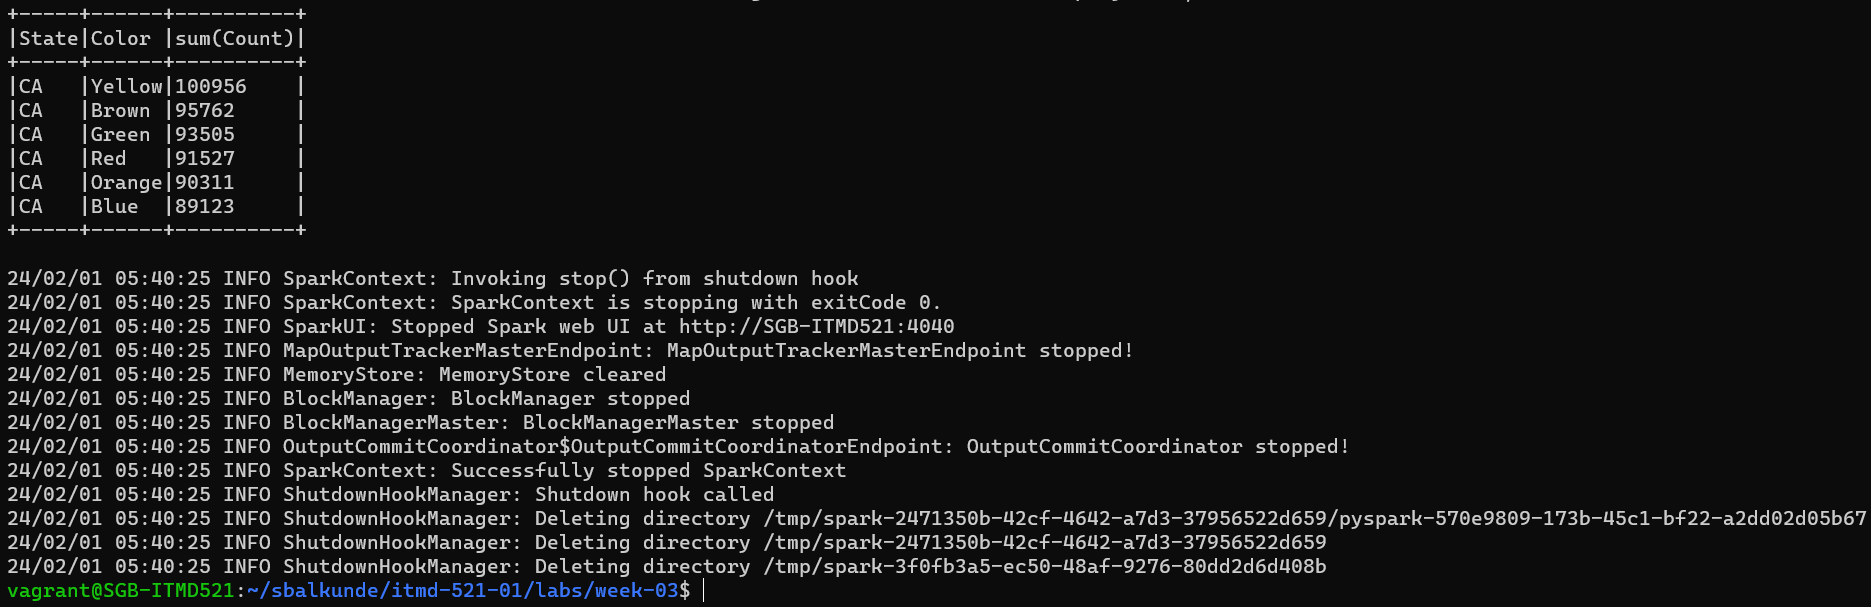 +-----+------+----------+
|State|Color |sum(Count)|
+-----+------+----------+
|CA   |Yellow|100956    |
|CA   |Brown |95762     |
|CA   |Green |93505     |
|CA   |Red   |91527     |
|CA   |Orange|90311     |
|CA   |Blue  |89123     |
+-----+------+----------+
24/02/01 05:40:25 INFO SparkContext: Invoking stop() from shutdown hook
24/02/01 05:40:25 INFO SparkContext: SparkContext is stopping with exitCode 0.
24/02/01 05:40:25 INFO SparkUI: Stopped Spark web UI at http://SGB-ITMD521:4040
24/02/01 05:40:25 INFO MapOutputTrackerMasterEndpoint: MapOutputTrackerMasterEndpoint stopped!
24/02/01 05:40:25 INFO MemoryStore: MemoryStore cleared
24/02/01 05:40:25 INFO BlockManager: BlockManager stopped
24/02/01 05:40:25 INFO BlockManagerMaster: BlockManagerMaster stopped
24/02/01 05:40:25 INFO OutputCommitCoordinator$OutputCommitCoordinatorEndpoint: OutputCommitCoordinator stopped!
24/02/01 05:40:25 INFO SparkContext: Successfully stopped SparkContext
24/02/01 05:40:25 INFO ShutdownHookManager: Shutdown hook called
24/02/01 05:40:25 INFO ShutdownHookManager: Deleting directory /tmp/spark-2471350b-42cf-4642-a7d3-37956522d659/pyspark-570e9809-173b-45c1-bf22-a2dd02d05b67
24/02/01 05:40:25 INFO ShutdownHookManager: Deleting directory /tmp/spark-2471350b-42cf-4642-a7d3-37956522d659
24/02/01 05:40:25 INFO ShutdownHookManager: Deleting directory /tmp/spark-3f0fb3a5-ec50-48af-9276-80dd2d6d408b
vagrant@SGB-ITMD521:~/sbalkunde/itmd-521-01/labs/week-03$